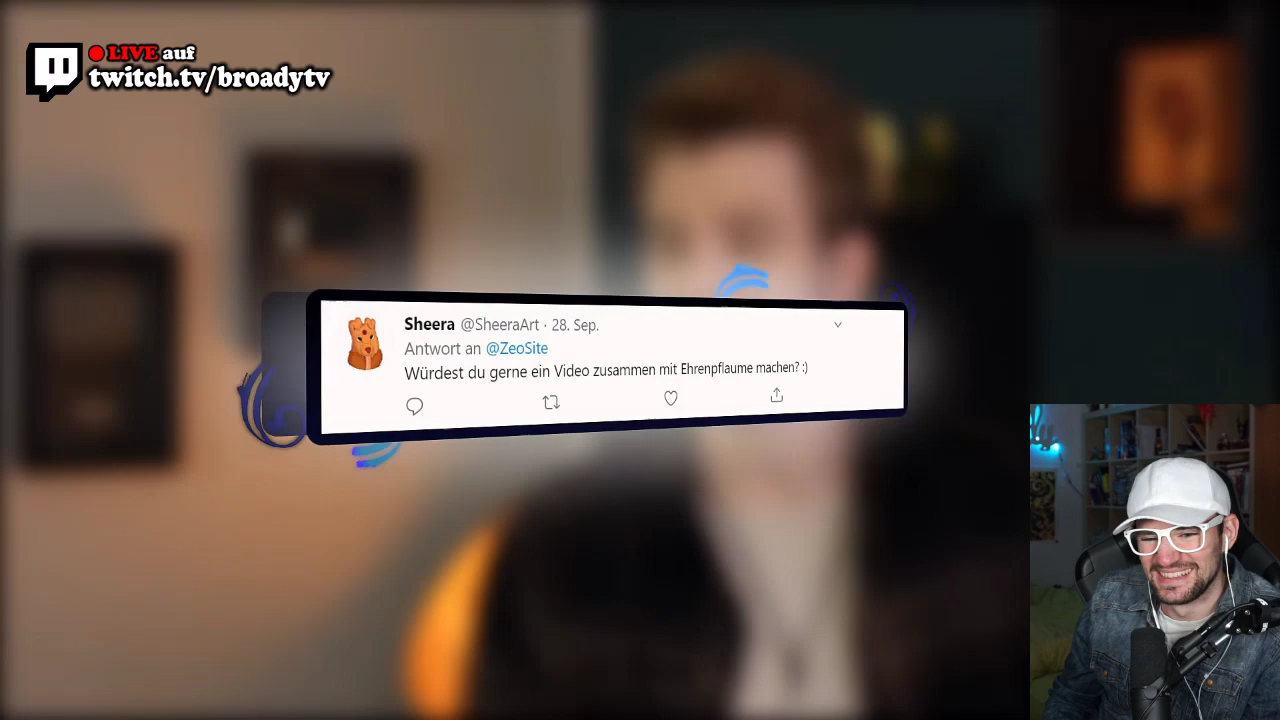 LIVE auf
twitch.tv/broadytv
Sheera @SheeraArt · 28. Sep.
Antwort an @ZeoSite
Würdest du gerne ein Video zusammen mit Ehrenpflaume machen? :)